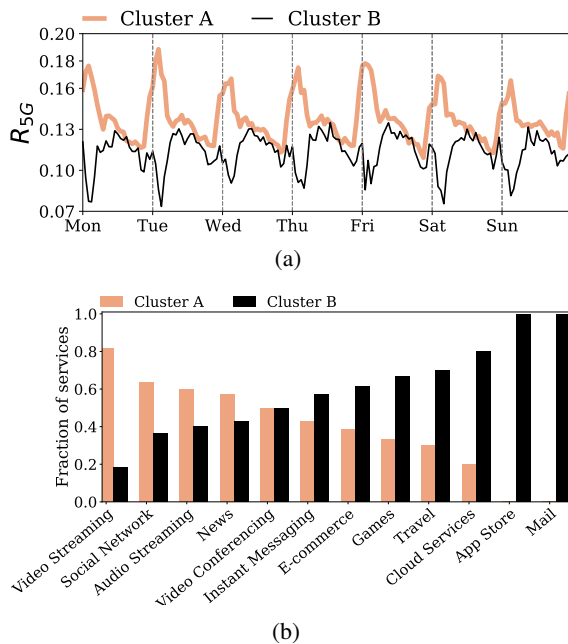 Cluster A Cluster B
0.20
0.18
0.16
0.13
0.10
0.07
R5G
Mon Tue Wed Thu Fri Sat Sun
(a)
Cluster A Cluster B
1.0
0.8
0.6
0.4
0.2
0.0
Fraction of services
Video Streaming
Social Network
Audio Streaming
News
Video Conferencing
Instant Messaging
E-commerce
Games
Travel
Cloud Services
App Store
Mail
(b)